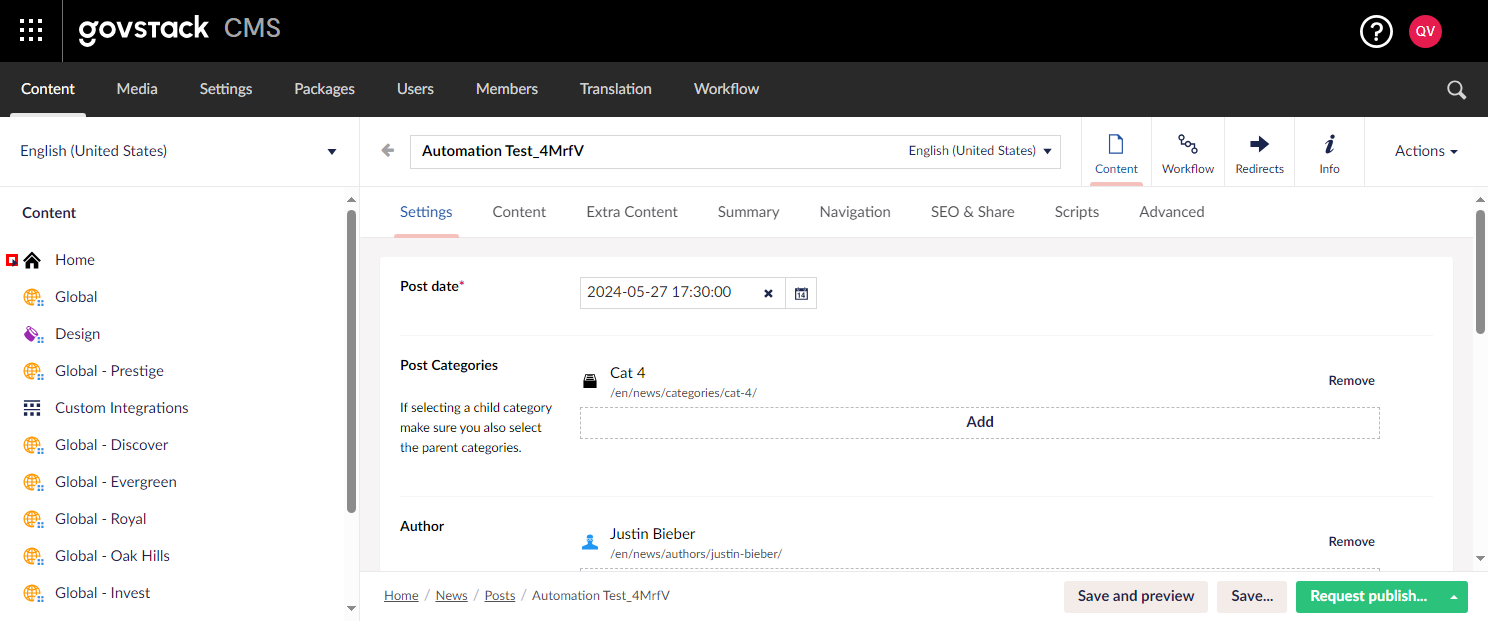 govstack CMS
?
QV
Content Media Settings Packages Users Members Translation Workflow
English (United States)
Automation Test_4MrfV English (United States)
Content Workflow Redirects Info
Actions
Content
Home
Global
Design
Global - Prestige
Custom Integrations
Global - Discover
Global - Evergreen
Global - Royal
Global - Oak Hills
Global - Invest
Settings Content Extra Content Summary Navigation SEO & Share Scripts Advanced
Post date*
2024-05-27 17:30:00
14
Post Categories
If selecting a child category
make sure you also select
the parent categories.
Cat 4
/en/news/categories/cat-4/
Remove
Add
Author
Justin Bieber
/en/news/authors/justin-bieber/
Remove
Home / News / Posts / Automation Test_4MrfV
Save and preview Save... Request publish...